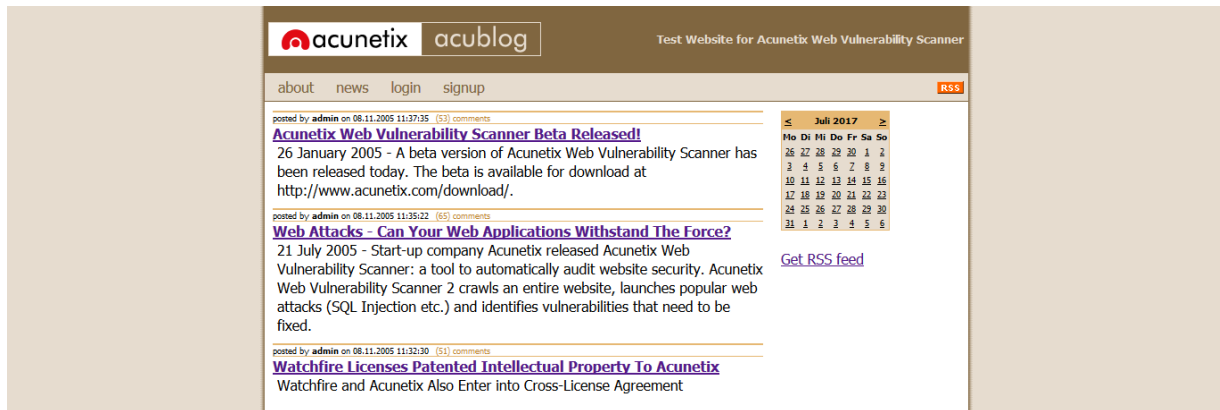 acunetix acublog
Test Website for Acunetix Web Vulnerability Scanner
about news login signup
RSS
posted by admin on 08.11.2005 11:37:35 (53) comments
Acunetix Web Vulnerability Scanner Beta Released!
26 January 2005 - A beta version of Acunetix Web Vulnerability Scanner has
been released today. The beta is available for download at
http://www.acunetix.com/download/.
posted by admin on 08.11.2005 11:35:22 (65) comments
Web Attacks - Can Your Web Applications Withstand The Force?
21 July 2005 - Start-up company Acunetix released Acunetix Web
Vulnerability Scanner: a tool to automatically audit website security. Acunetix
Web Vulnerability Scanner 2 crawls an entire website, launches popular web
attacks (SQL Injection etc.) and identifies vulnerabilities that need to be
fixed.
posted by admin on 08.11.2005 11:32:30 (51) comments
Watchfire Licenses Patented Intellectual Property To Acunetix
Watchfire and Acunetix Also Enter into Cross-License Agreement
< Juli 2017 >
Mo Di Mi Do Fr Sa So
26 27 28 29 30 1 2
3 4 5 6 7 8 9
10 11 12 13 14 15 16
17 18 19 20 21 22 23
24 25 26 27 28 29 30
31 1 2 3 4 5 6
Get RSS feed